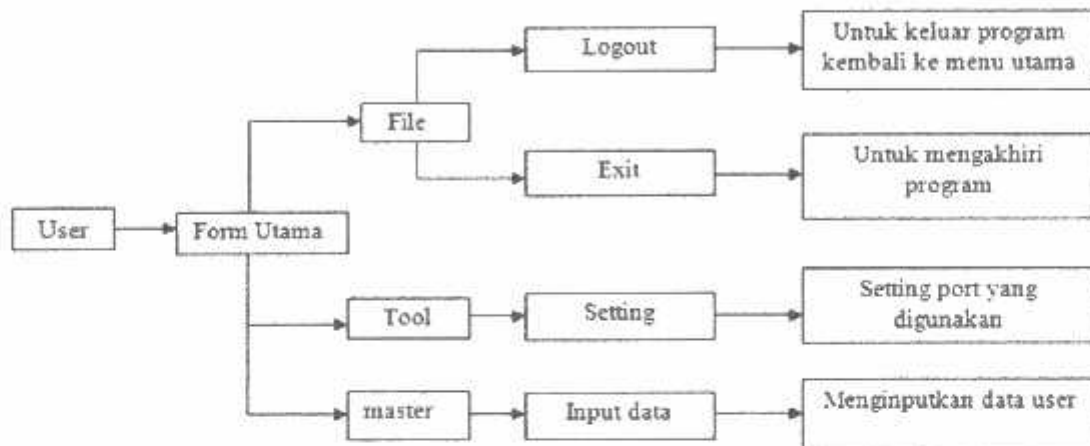 Logout
Untuk keluar program
kembali ke menu utama
File
Exit
Untuk mengakhiri
program
User
Form Utama
Tool
Setting
Setting port yang
digunakan
master
Input data
Menginputkan data user